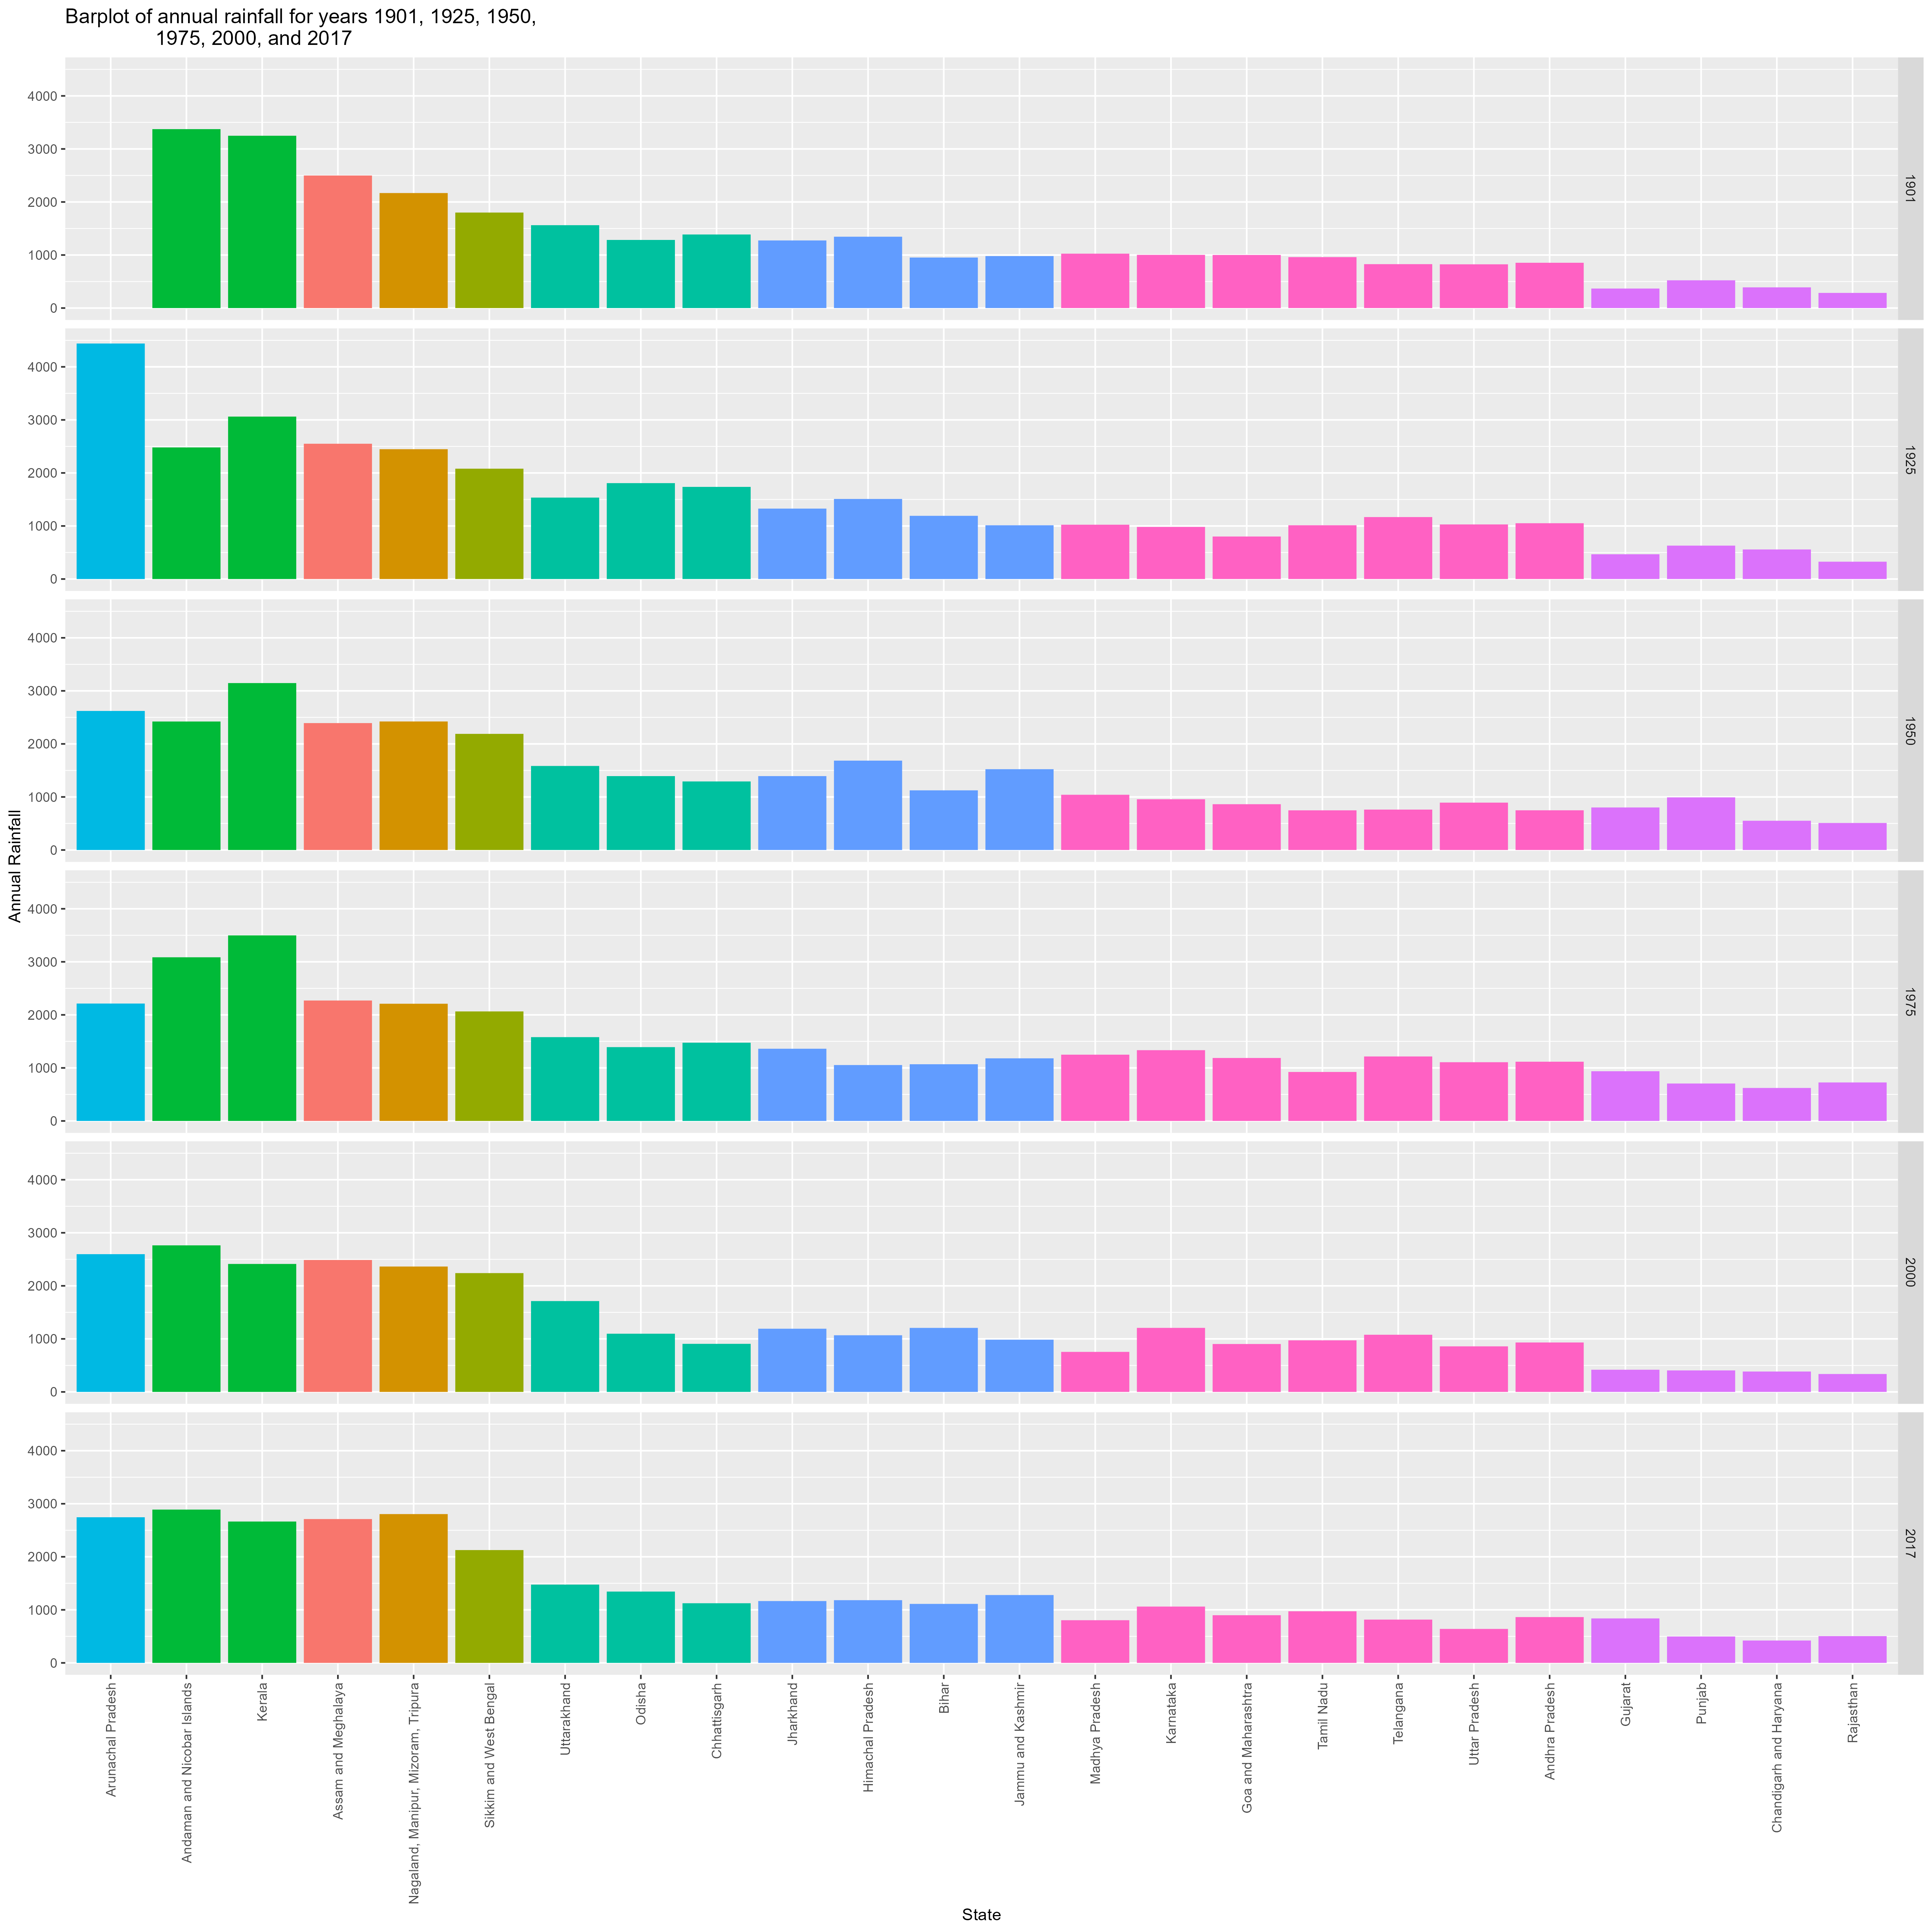 Barplot of annual rainfall for years 1901, 1925, 1950,
1975, 2000, and 2017
Annual Rainfall
4000
3000
2000
1000
0
1901
4000
3000
2000
1000
0
1925
4000
3000
2000
1000
0
1950
4000
3000
2000
1000
0
1975
4000
3000
2000
1000
0
2000
4000
3000
2000
1000
0
2017
Arunachal Pradesh
Andaman and Nicobar Islands
Kerala
Assam and Meghalaya
Nagaland, Manipur, Mizoram, Tripura
Sikkim and West Bengal
Uttarakhand
Odisha
Chhattisgarh
Jharkhand
Himachal Pradesh
Bihar
Jammu and Kashmir
Madhya Pradesh
Karnataka
Goa and Maharashtra
Tamil Nadu
Telangana
Uttar Pradesh
Andhra Pradesh
Gujarat
Punjab
Chandigarh and Haryana
Rajasthan
State